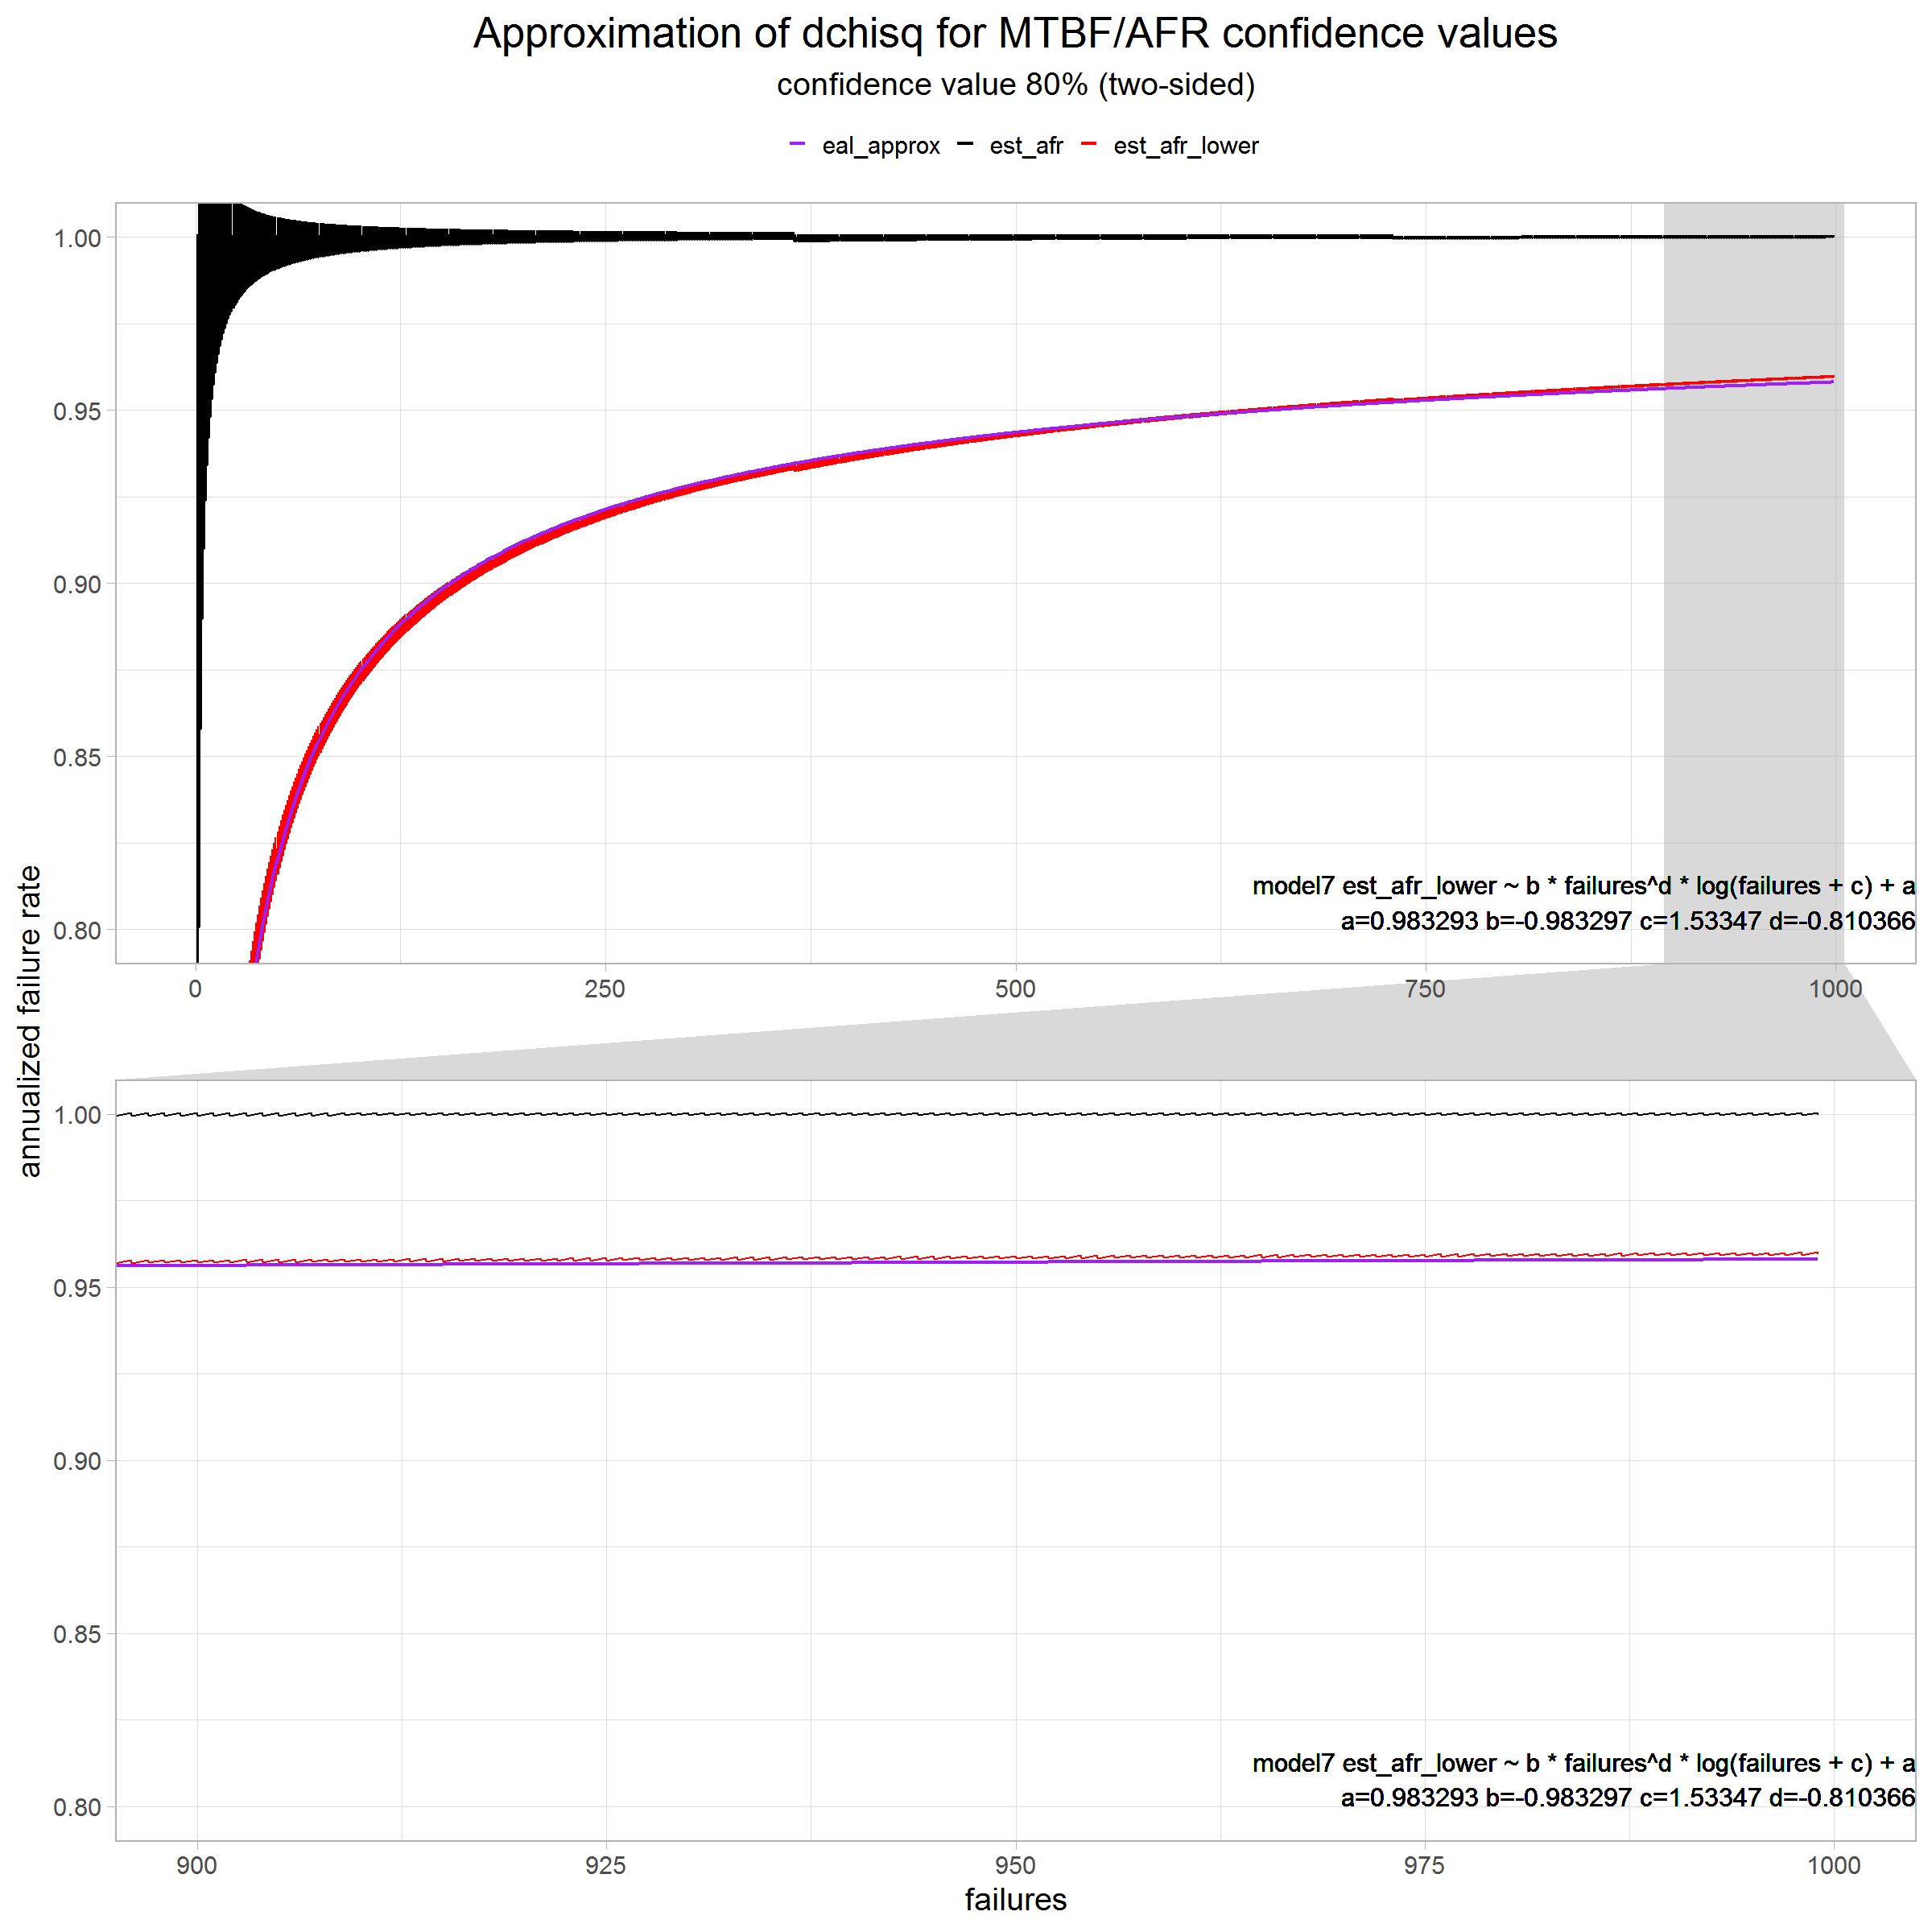 Approximation of dchisq for MTBF/AFR confidence values
confidence value 80% (two-sided)
eal_approx est_afr est_afr_lower
annualized failure rate
1.00
0.95
0.90
0.85
0.80
model7 est_afr_lower ~ b * failures^d * log(failures + c) + a
a=0.983293 b=-0.983297 c=1.53347 d=-0.810366
0 250 500 750 1000
1.00
0.95
0.90
0.85
0.80
model7 est_afr_lower ~ b * failures^d * log(failures + c) + a
a=0.983293 b=-0.983297 c=1.53347 d=-0.810366
900 925 950 975 1000
failures